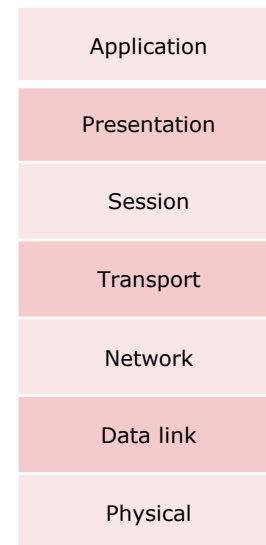 Application
Presentation
Session
Transport
Network
Data link
Physical